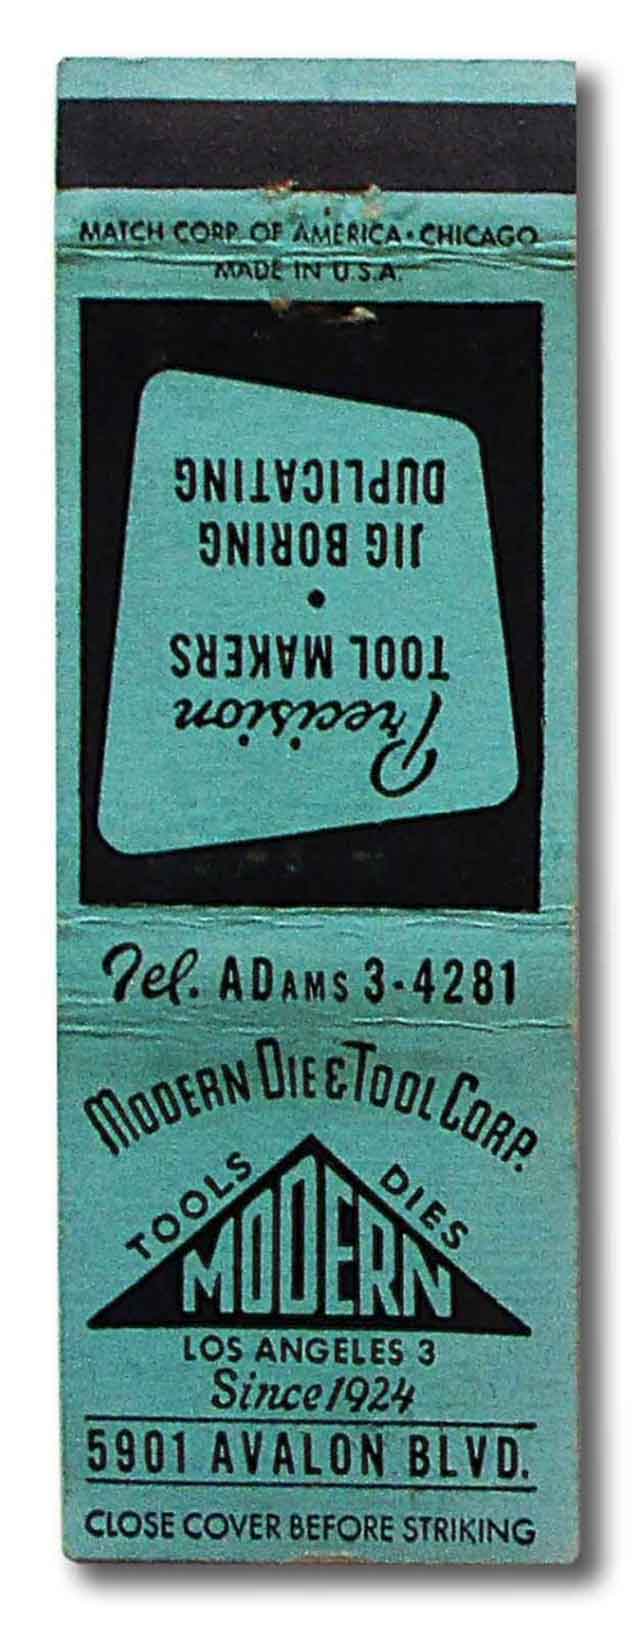 MATCH CORP. OF AMERICA • CHICAGO
MADE IN U.S.A.
Precision
TOOL MAKERS
•
JIG BORING
DUPLICATING
Tel. ADAMS 3-4281
MODERN DIE & TOOL CORP.
TOOLS DIES
MODERN
LOS ANGELES 3
Since 1924
5901 AVALON BLVD.
CLOSE COVER BEFORE STRIKING